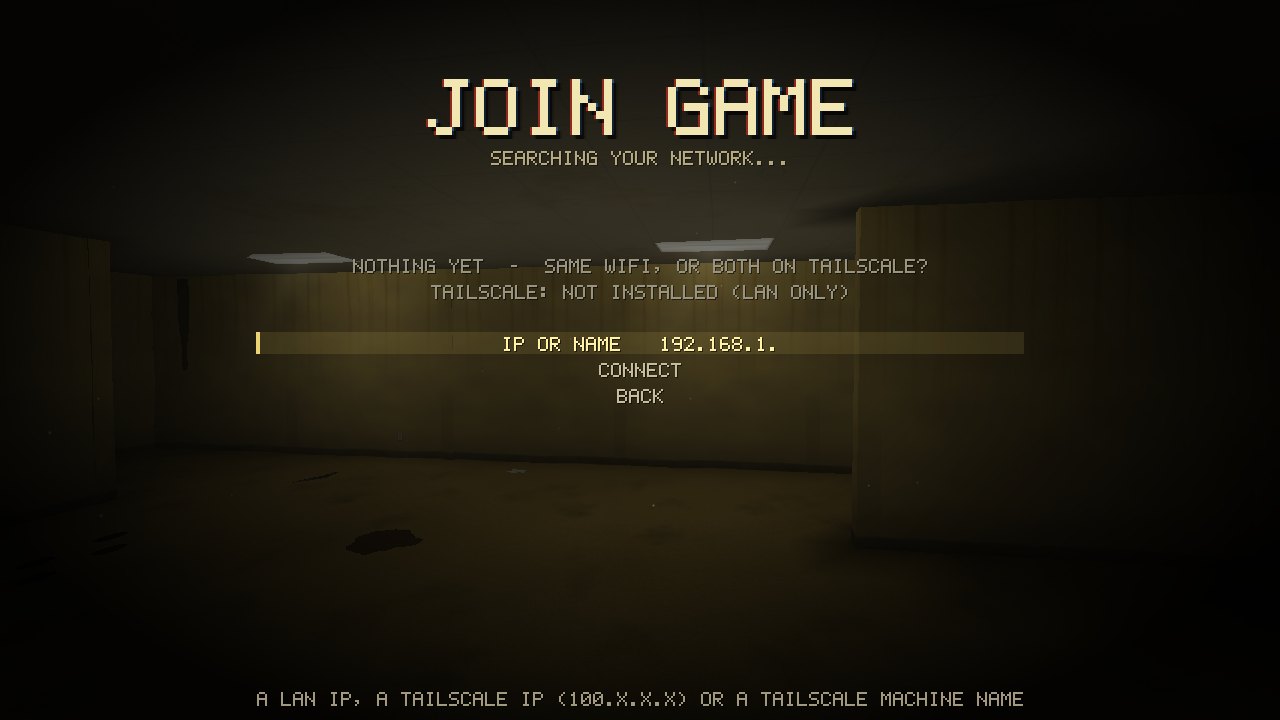 JOIN GAME
SEARCHING YOUR NETWORK...
NOTHING YET - SAME WIFI, OR BOTH ON TAILSCALE?
TAILSCALE: NOT INSTALLED (LAN ONLY)
IP OR NAME 192.168.1.
CONNECT
BACK
A LAN IP, A TAILSCALE IP (100.X.X.X) OR A TAILSCALE MACHINE NAME